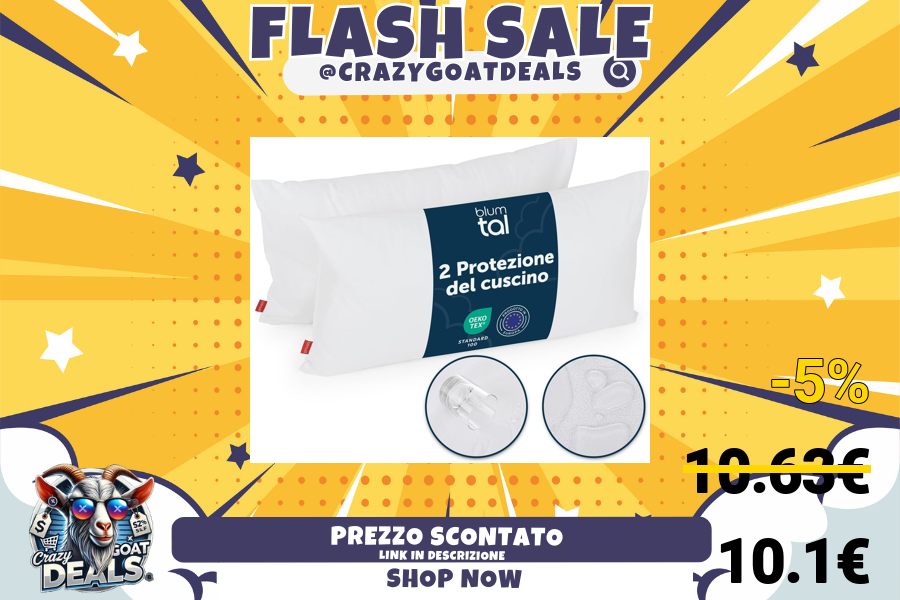 FLASH SALE
@CRAZYGOATDEALS
blum
tal
2 Protezione
del cuscino
OEKO
TEX®
STANDARD
100
-5%
10.63€
PREZZO SCONTATO
LINK IN DESCRIZIONE
SHOP NOW
10.1€
$
52%
Crazy
GOAT
DEALS